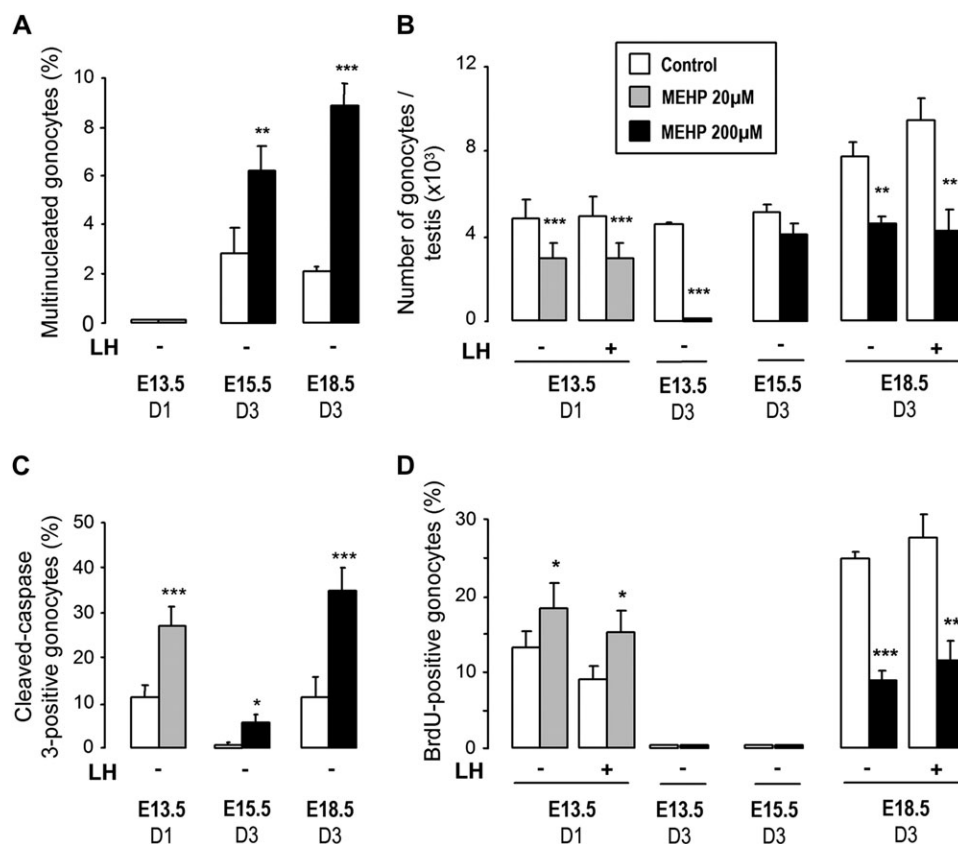 A
Multinucleated gonocytes (%)
10
8
6
4
2
0
**
***
LH - - -
E13.5 E15.5 E18.5
D1 D3 D3
B
Number of gonocytes /
testis (x10³)
12
8
4
0
Control
MEHP 20µM
MEHP 200µM
*** *** *** ** **
LH - + - - - +
E13.5 E13.5 E15.5 E18.5
D1 D3 D3 D3
C
Cleaved-caspase
3-positive gonocytes (%)
50
40
30
20
10
0
*** * ***
LH - - -
E13.5 E15.5 E18.5
D1 D3 D3
D
BrdU-positive gonocytes (%)
30
20
10
0
* * *** **
LH - + - - - +
E13.5 E13.5 E15.5 E18.5
D1 D3 D3 D3